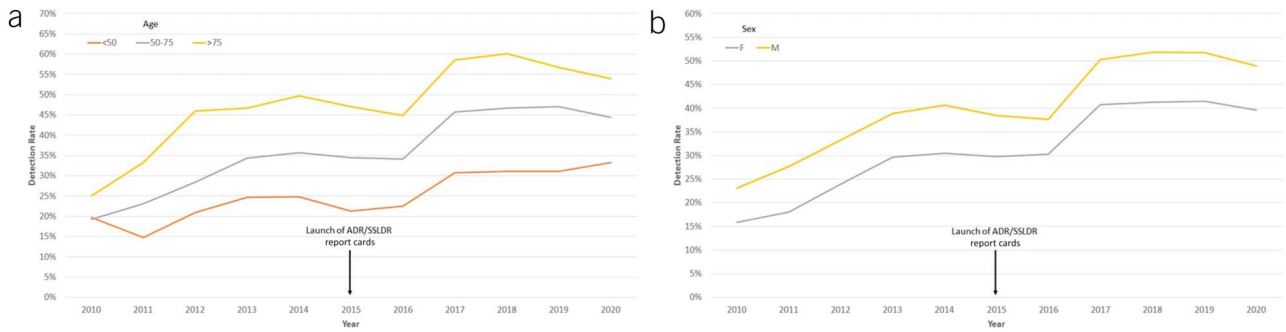 a
Age
<50 50-75 >75
70%
65%
60%
55%
50%
45%
40%
35%
30%
25%
20%
15%
10%
5%
0%
Detection Rate
Launch of ADR/SSLDR
report cards
2010 2011 2012 2013 2014 2015 2016 2017 2018 2019 2020
Year
b
Sex
F M
60%
55%
50%
45%
40%
35%
30%
25%
20%
15%
10%
5%
0%
Detection Rate
Launch of ADR/SSLDR
report cards
2010 2011 2012 2013 2014 2015 2016 2017 2018 2019 2020
Year